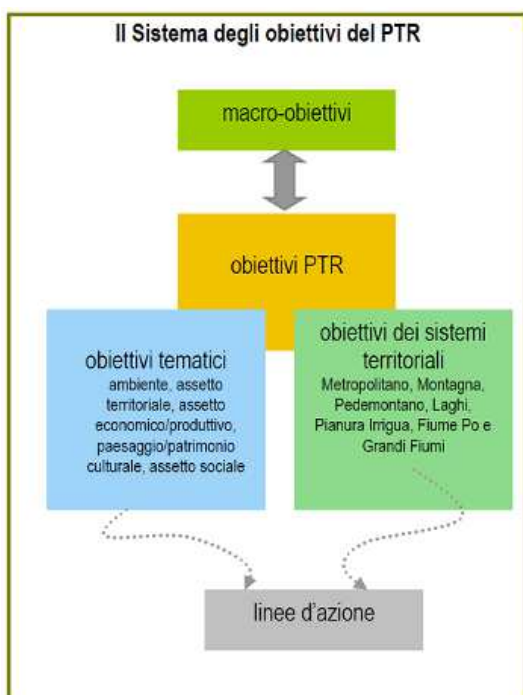 Il Sistema degli obiettivi del PTR
macro-obiettivi
obiettivi PTR
obiettivi tematici
ambiente, assetto
territoriale, assetto
economico/produttivo,
paesaggio/patrimonio
culturale, assetto sociale
obiettivi dei sistemi
territoriali
Metropolitano, Montagna,
Pedemontano, Laghi,
Pianura Irrigua, Fiume Po e
Grandi Fiumi
linee d'azione